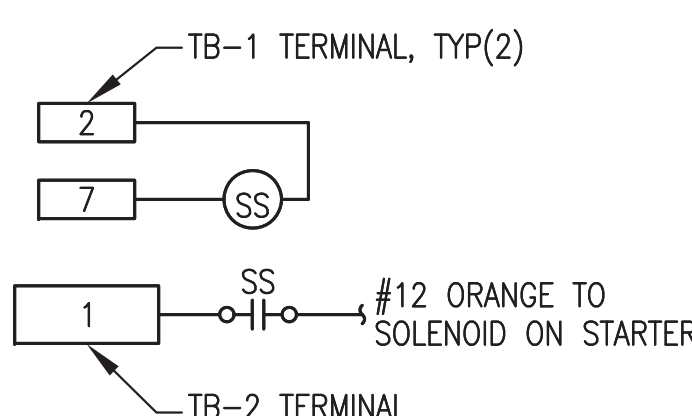 TB-1 TERMINAL, TYP(2)
2
7
SS
SS
1
#12 ORANGE TO
SOLENOID ON STARTER
TB-2 TERMINAL